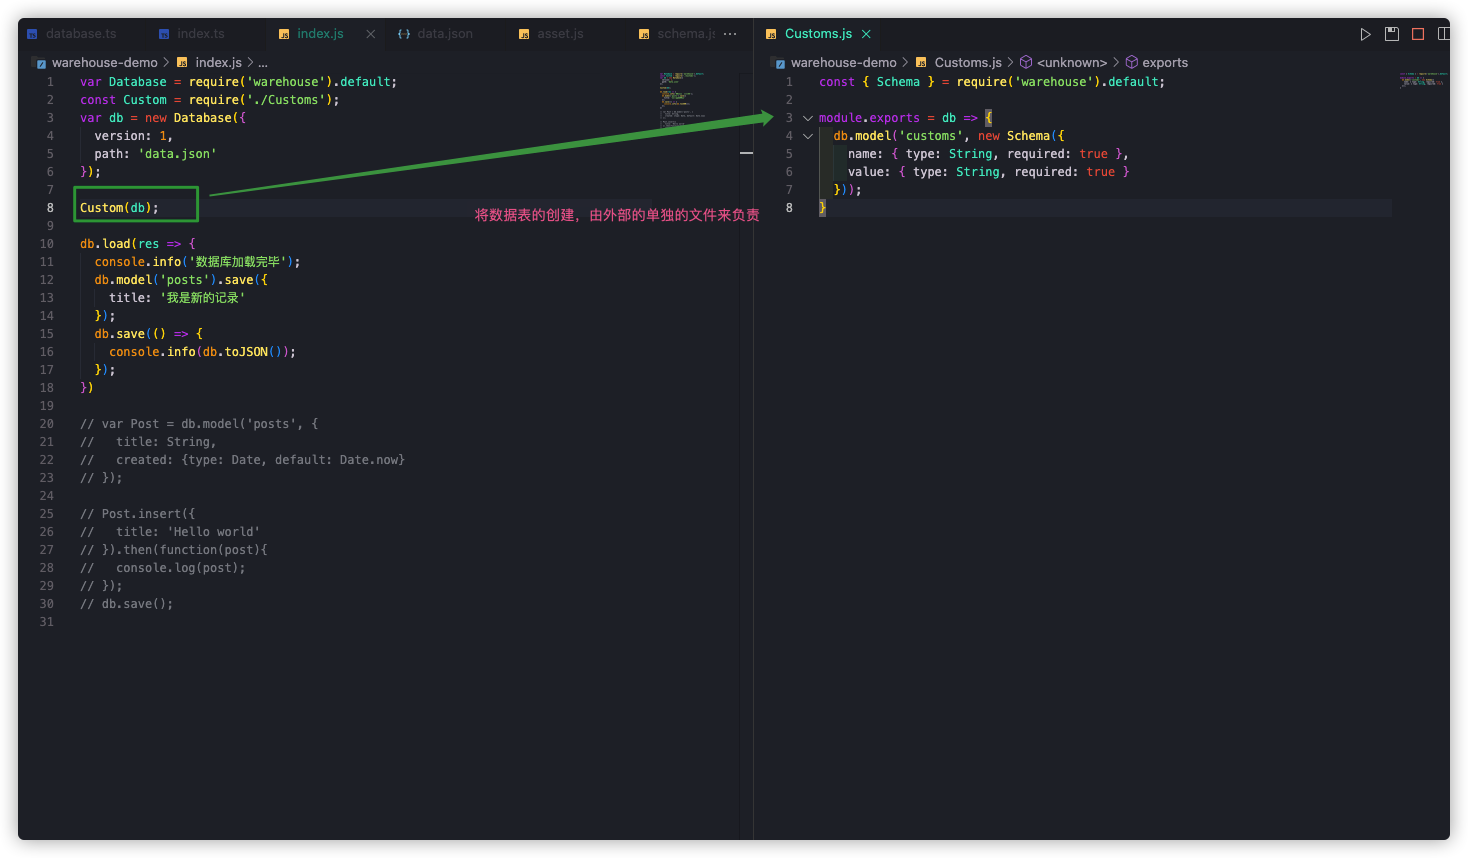 database.ts
index.ts
index.js
data.json
asset.js
schema.js
warehouse-demo > index.js > ...
1 var Database = require('warehouse').default;
2 const Custom = require('./Customs');
3 var db = new Database({
4 version: 1,
5 path: 'data.json'
6 });
7
8 Custom(db);
9
10 db.load(res => {
11 console.info('数据库加载完毕');
12 db.model('posts').save({
13 title: '我是新的记录'
14 });
15 db.save(() => {
16 console.info(db.toJSON());
17 });
18 })
19
20 // var Post = db.model('posts', {
21 // title: String,
22 // created: {type: Date, default: Date.now}
23 // });
24
25 // Post.insert({
26 // title: 'Hello world'
27 // }).then(function(post){
28 // console.log(post);
29 // });
30 // db.save();
31
将数据表的创建，由外部的单独的文件来负责
Customs.js
warehouse-demo > Customs.js > <unknown> > exports
1 const { Schema } = require('warehouse').default;
2
3 module.exports = db => {
4 db.model('customs', new Schema({
5 name: { type: String, required: true },
6 value: { type: String, required: true }
7 }));
8 }